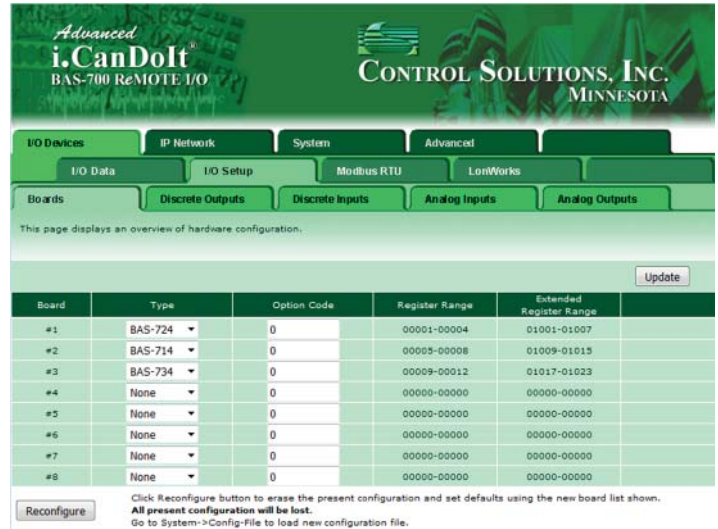 Advanced
i.CanDoIt®
BAS-700 ReMOTE I/O
CONTROL SOLUTIONS, INC.
MINNESOTA
I/O Devices IP Network System Advanced
I/O Data I/O Setup Modbus RTU LonWorks
Boards Discrete Outputs Discrete Inputs Analog Inputs Analog Outputs
This page displays an overview of hardware configuration.
Update
Board Type Option Code Register Range Extended Register Range
#1 BAS-724 0 00001-00004 01001-01007
#2 BAS-714 0 00005-00008 01009-01015
#3 BAS-734 0 00009-00012 01017-01023
#4 None 0 00000-00000 00000-00000
#5 None 0 00000-00000 00000-00000
#6 None 0 00000-00000 00000-00000
#7 None 0 00000-00000 00000-00000
#8 None 0 00000-00000 00000-00000
Reconfigure
Click Reconfigure button to erase the present configuration and set defaults using the new board list shown.
All present configuration will be lost.
Go to System->Config-File to load new configuration file.